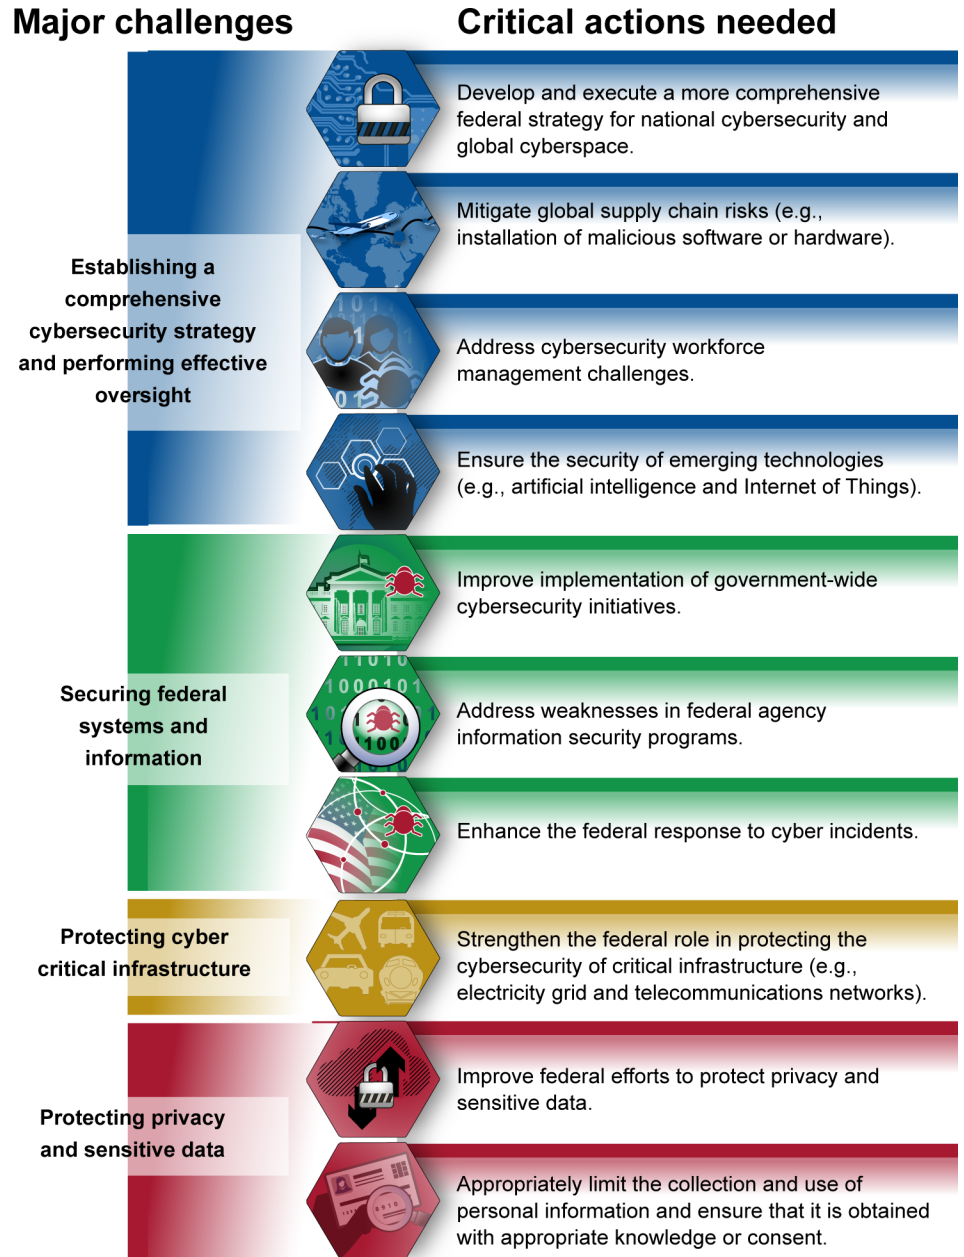 Major challenges
Critical actions needed
Establishing a
comprehensive
cybersecurity strategy
and performing effective
oversight
Develop and execute a more comprehensive
federal strategy for national cybersecurity and
global cyberspace.
Mitigate global supply chain risks (e.g.,
installation of malicious software or hardware).
Address cybersecurity workforce
management challenges.
Ensure the security of emerging technologies
(e.g., artificial intelligence and Internet of Things).
Securing federal
systems and
information
Improve implementation of government-wide
cybersecurity initiatives.
11010
1000101
Address weaknesses in federal agency
information security programs.
Enhance the federal response to cyber incidents.
Protecting cyber
critical infrastructure
Strengthen the federal role in protecting the
cybersecurity of critical infrastructure (e.g.,
electricity grid and telecommunications networks).
Protecting privacy
and sensitive data
Improve federal efforts to protect privacy and
sensitive data.
Appropriately limit the collection and use of
personal information and ensure that it is obtained
with appropriate knowledge or consent.